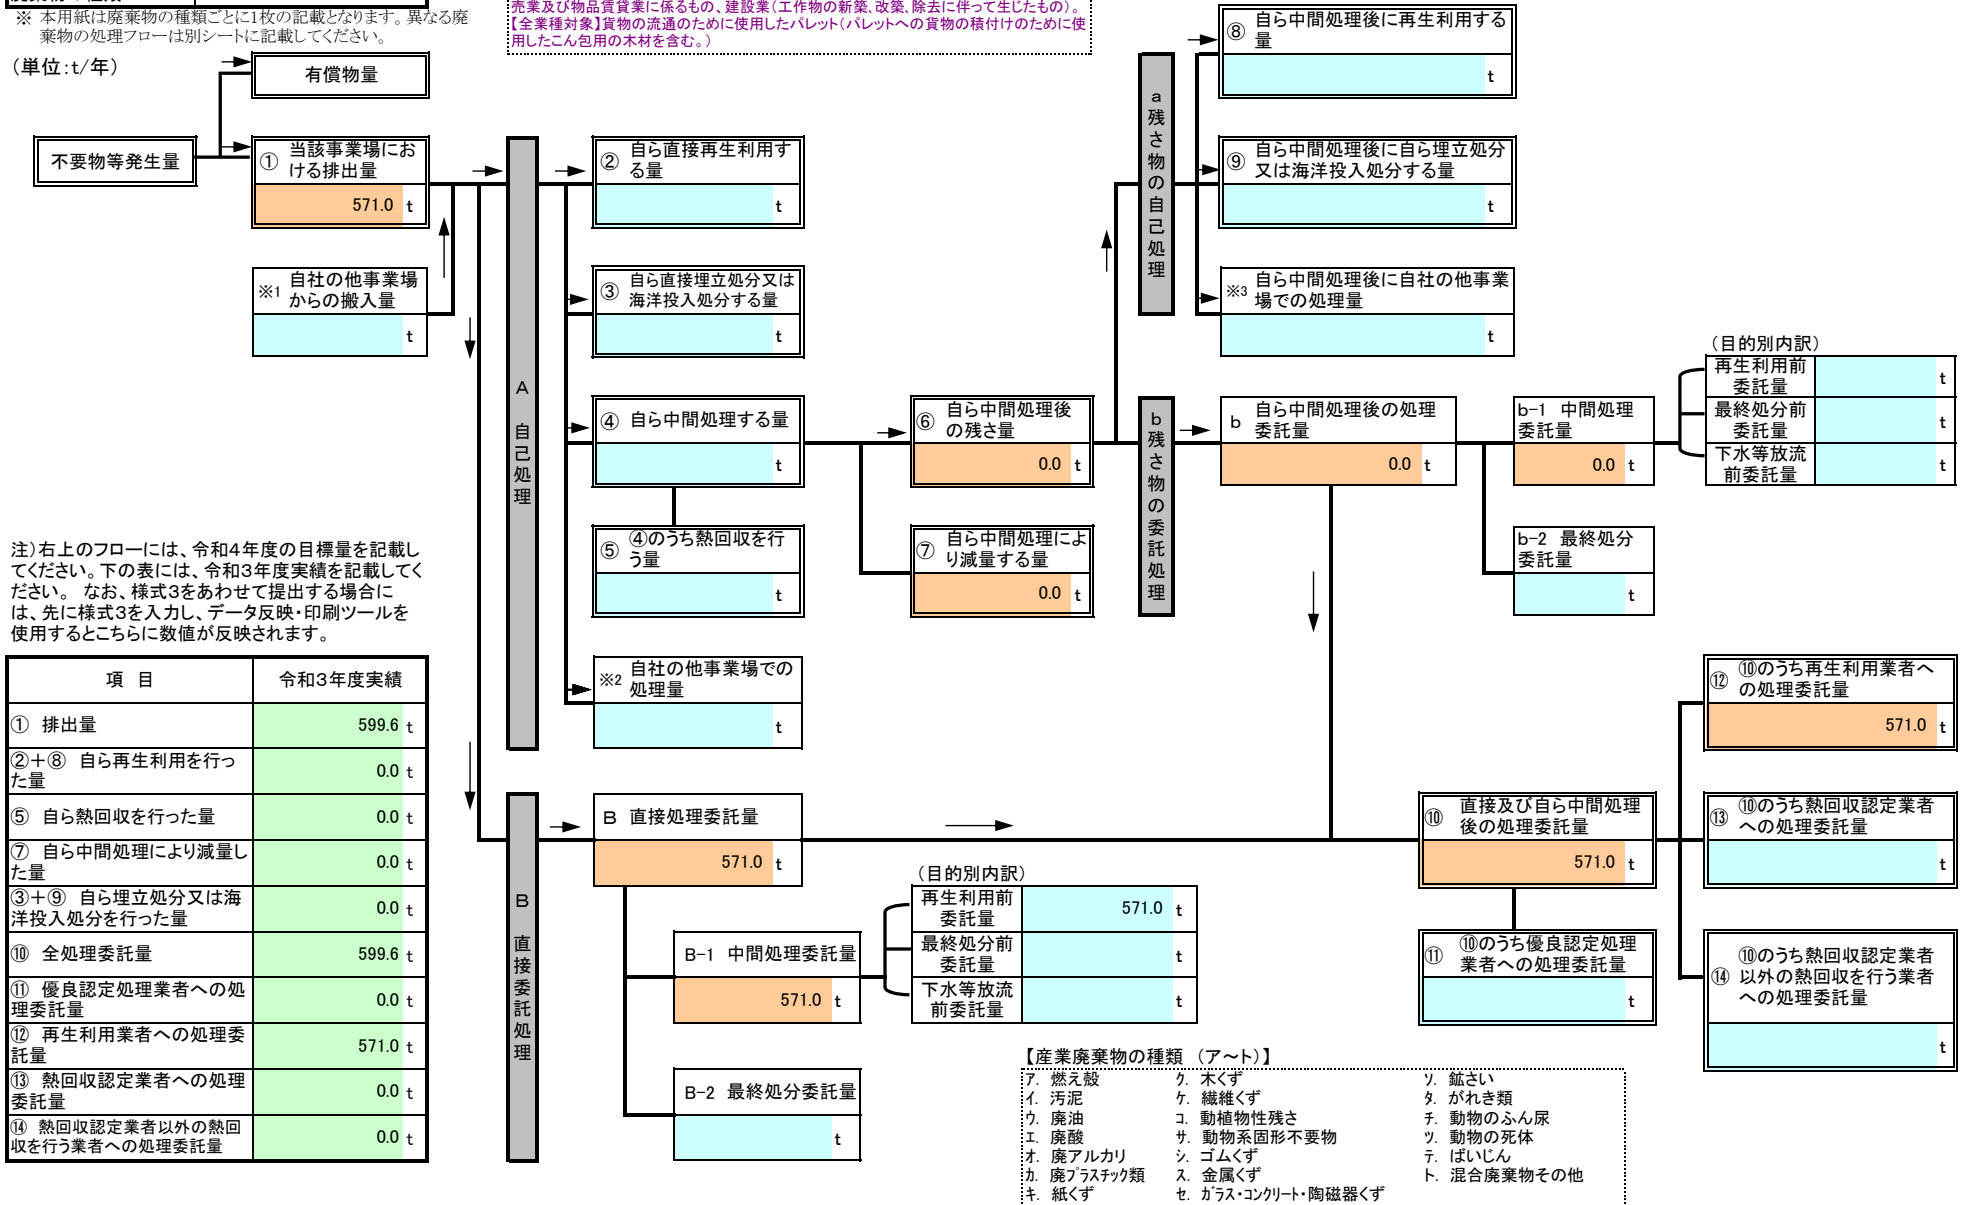 ※ 本用紙は廃棄物の種類ごとに1枚の記載となります。異なる廃
棄物の処理フローは別シートに記載してください。
売業及び物品賃貸業に係るもの、建設業(工作物の新築、改築、除去に伴って生じたもの)。
【全業種対象】貨物の流通のために使用したパレット(パレットへの貨物の積付けのために使
用したこん包用の木材を含む。)
(単位:t/年)
有償物量
不要物等発生量
① 当該事業場にお
ける排出量
571.0 t
※1 自社の他事業場
からの搬入量
t
A 自己処理
② 自ら直接再生利用す
る量
t
③ 自ら直接埋立処分又は
海洋投入処分する量
t
④ 自ら中間処理する量
t
⑤ ④のうち熱回収を行
う量
t
※2 自社の他事業場での
処理量
t
⑥ 自ら中間処理後
の残さ量
0.0 t
⑦ 自ら中間処理によ
り減量する量
0.0 t
a 残さ物の自己処理
⑧ 自ら中間処理後に再生利用する
量
t
⑨ 自ら中間処理後に自ら埋立処分
又は海洋投入処分する量
t
※3 自ら中間処理後に自社の他事業
場での処理量
t
b 残さ物の委託処理
b 自ら中間処理後の処理
委託量
0.0 t
b-1 中間処理
委託量
0.0 t
b-2 最終処分
委託量
t
(目的別内訳)
再生利用前
委託量
t
最終処分前
委託量
t
下水等放流
前委託量
t
注)右上のフローには、令和4年度の目標量を記載し
てください。下の表には、令和3年度実績を記載してく
ださい。 なお、様式3をあわせて提出する場合に
は、先に様式3を入力し、データ反映・印刷ツールを
使用するとこちらに数値が反映されます。
項 目 令和3年度実績
① 排出量 599.6 t
②+⑧ 自ら再生利用を行っ
た量 0.0 t
⑤ 自ら熱回収を行った量 0.0 t
⑦ 自ら中間処理により減量し
た量 0.0 t
③+⑨ 自ら埋立処分又は海
洋投入処分を行った量 0.0 t
⑩ 全処理委託量 599.6 t
⑪ 優良認定処理業者への処
理委託量 0.0 t
⑫ 再生利用業者への処理委
託量 571.0 t
⑬ 熱回収認定業者への処理
委託量 0.0 t
⑭ 熱回収認定業者以外の熱回
収を行う業者への処理委託量 0.0 t
B 直接委託処理
B 直接処理委託量
571.0 t
B-1 中間処理委託量
571.0 t
B-2 最終処分委託量
t
(目的別内訳)
再生利用前
委託量
571.0 t
最終処分前
委託量
t
下水等放流
前委託量
t
⑩ 直接及び自ら中間処理
後の処理委託量
571.0 t
⑪ ⑩のうち優良認定処理
業者への処理委託量
t
⑫ ⑩のうち再生利用業者へ
の処理委託量
571.0 t
⑬ ⑩のうち熱回収認定業者
への処理委託量
t
⑭ ⑩のうち熱回収認定業者
以外の熱回収を行う業者
への処理委託量
t
【産業廃棄物の種類 (ア~ト)】
ア. 燃え殻 ク. 木くず ソ. 鉱さい
イ. 汚泥 ケ. 繊維くず タ. がれき類
ウ. 廃油 コ. 動植物性残さ チ. 動物のふん尿
エ. 廃酸 サ. 動物系固形不要物 ツ. 動物の死体
オ. 廃アルカリ シ. ゴムくず テ. ばいじん
カ. 廃プラスチック類 ス. 金属くず ト. 混合廃棄物その他
キ. 紙くず セ. ガラス・コンクリート・陶磁器くず